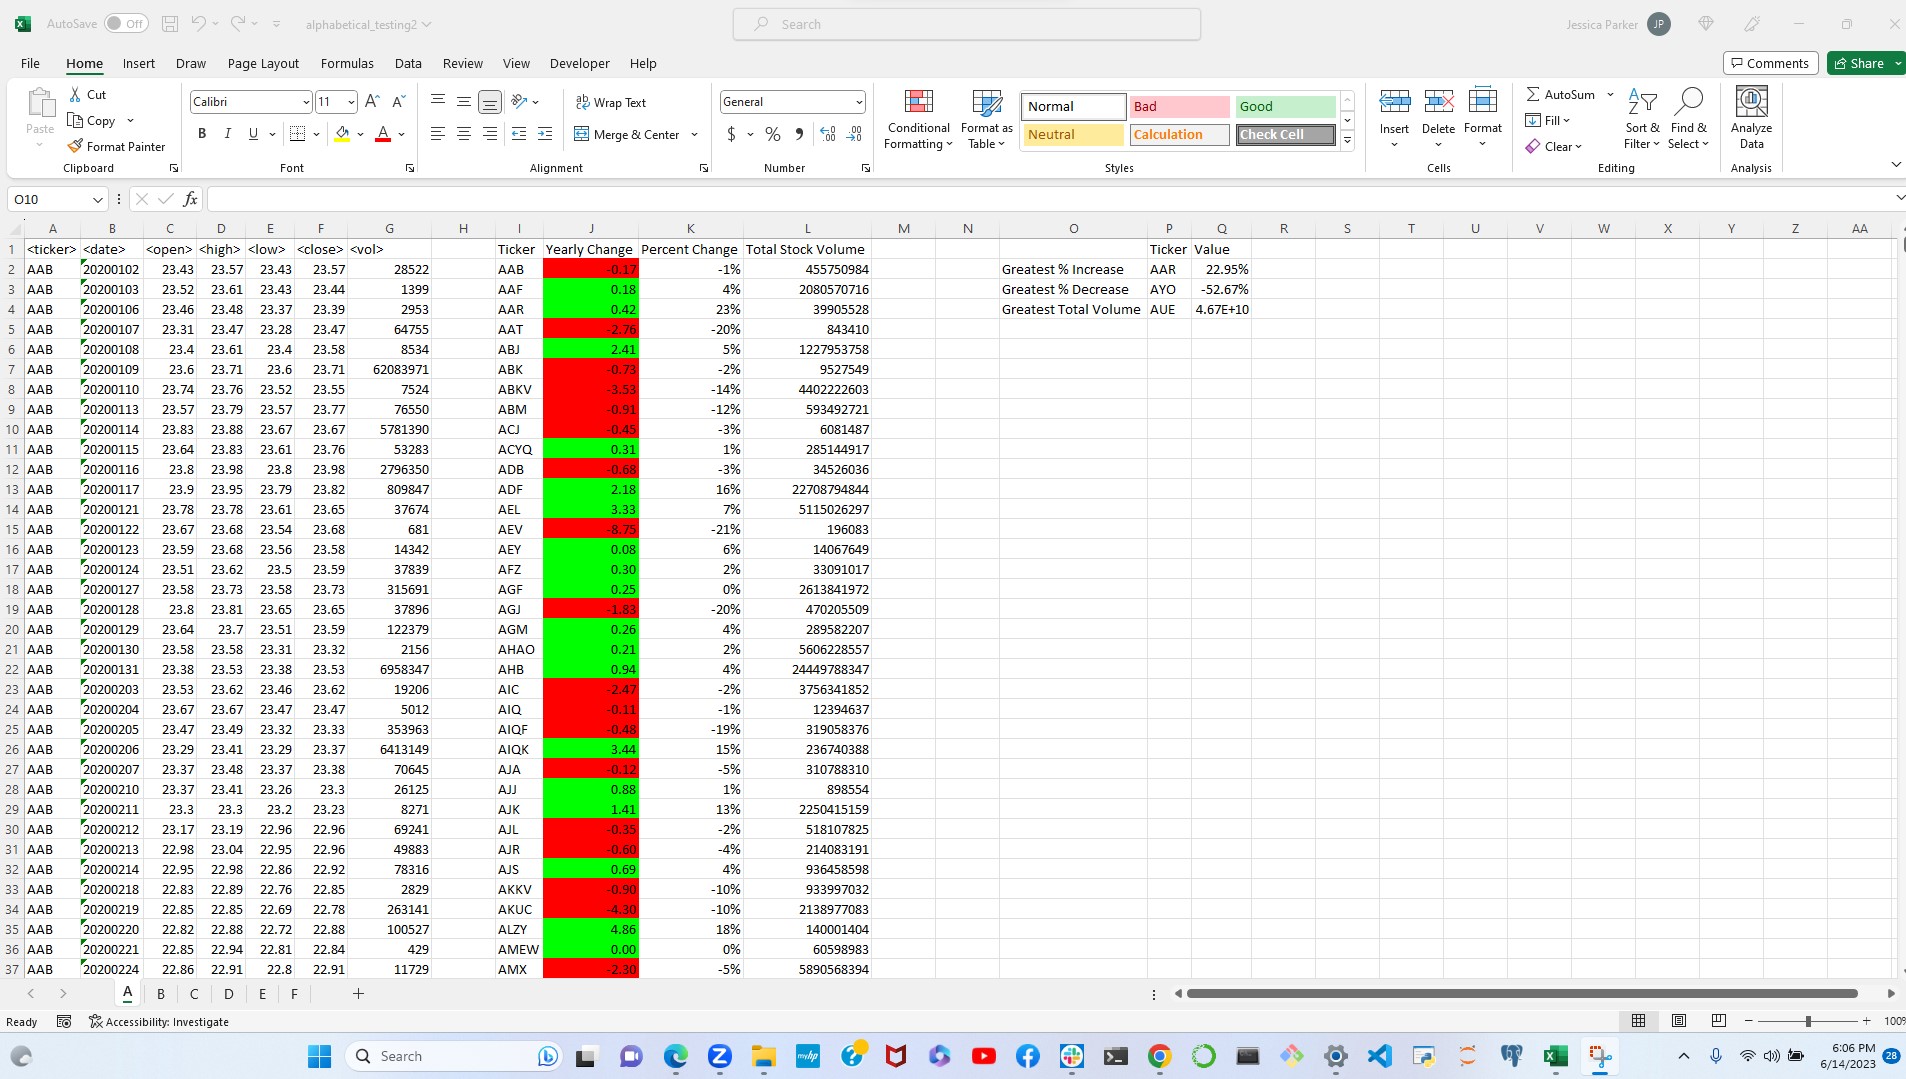 AutoSave Off alphabetical_testing2 Search Jessica Parker JP
File Home Insert Draw Page Layout Formulas Data Review View Developer Help Comments Share
Paste Cut Copy Format Painter Clipboard
Calibri 11 B I U Font
ab Wrap Text Merge & Center Alignment
General $ % Number
Conditional Formatting Format as Table
Normal Bad Good
Neutral Calculation Check Cell
Styles
Insert Delete Format Cells
AutoSum Fill Clear Sort & Filter Find & Select Editing
Analyze Data Analysis
O10 fx
A B C D E F G H I J K L M N O P Q R S T U V W X Y Z AA
1 <ticker> <date> <open> <high> <low> <close> <vol> Ticker Yearly Change Percent Change Total Stock Volume Ticker Value
2 AAB 20200102 23.43 23.57 23.43 23.57 28522 AAB -0.17 -1% 455750984 Greatest % Increase AAR 22.95%
3 AAB 20200103 23.52 23.61 23.43 23.44 1399 AAF 0.18 4% 2080570716 Greatest % Decrease AYO -52.67%
4 AAB 20200106 23.46 23.48 23.37 23.39 2953 AAR 0.42 23% 39905528 Greatest Total Volume AUE 4.67E+10
5 AAB 20200107 23.31 23.47 23.28 23.47 64755 AAT -2.76 -20% 843410
6 AAB 20200108 23.4 23.61 23.4 23.58 8534 ABJ 2.41 5% 1227953758
7 AAB 20200109 23.6 23.71 23.6 23.71 62083971 ABK -0.73 -2% 9527549
8 AAB 20200110 23.74 23.76 23.52 23.55 7524 ABKV -3.53 -14% 4402222603
9 AAB 20200113 23.57 23.79 23.57 23.77 76550 ABM -0.91 -12% 593492721
10 AAB 20200114 23.83 23.88 23.67 23.67 5781390 ACJ -0.45 -3% 6081487
11 AAB 20200115 23.64 23.83 23.61 23.76 53283 ACYQ 0.31 1% 285144917
12 AAB 20200116 23.8 23.98 23.8 23.98 2796350 ADB -0.68 -3% 34526036
13 AAB 20200117 23.9 23.95 23.79 23.82 809847 ADF 2.18 16% 22708794844
14 AAB 20200121 23.78 23.78 23.61 23.65 37674 AEL 3.33 7% 5115026297
15 AAB 20200122 23.67 23.68 23.54 23.68 681 AEV -8.75 -21% 196083
16 AAB 20200123 23.59 23.68 23.56 23.58 14342 AEY 0.08 6% 14067649
17 AAB 20200124 23.51 23.62 23.5 23.59 37839 AFZ 0.30 2% 33091017
18 AAB 20200127 23.58 23.73 23.58 23.73 315691 AGF 0.25 0% 2613841972
19 AAB 20200128 23.8 23.81 23.65 23.65 37896 AGJ -1.83 -20% 470205509
20 AAB 20200129 23.64 23.7 23.51 23.59 122379 AGM 0.26 4% 289582207
21 AAB 20200130 23.58 23.58 23.31 23.32 2156 AHAO 0.21 2% 5606228557
22 AAB 20200131 23.38 23.53 23.38 23.53 6958347 AHB 0.94 4% 24449788347
23 AAB 20200203 23.53 23.62 23.46 23.62 19206 AIC -2.47 -2% 3756341852
24 AAB 20200204 23.67 23.67 23.47 23.47 5012 AIQ -0.11 -1% 12394637
25 AAB 20200205 23.47 23.49 23.32 23.33 353963 AIQF -0.48 -19% 319058376
26 AAB 20200206 23.29 23.41 23.29 23.37 6413149 AIQK 3.44 15% 236740388
27 AAB 20200207 23.37 23.48 23.37 23.38 70645 AJA -0.12 -5% 310788310
28 AAB 20200210 23.37 23.41 23.26 23.3 26125 AJJ 0.88 1% 898554
29 AAB 20200211 23.3 23.3 23.2 23.23 8271 AJK 1.41 13% 2250415159
30 AAB 20200212 23.17 23.19 22.96 22.96 69241 AJL -0.35 -2% 518107825
31 AAB 20200213 22.98 23.04 22.95 22.96 49883 AJR -0.60 -4% 214083191
32 AAB 20200214 22.95 22.98 22.86 22.92 78316 AJS 0.69 4% 936458598
33 AAB 20200218 22.83 22.89 22.76 22.85 2829 AKKV -0.90 -10% 933997032
34 AAB 20200219 22.85 22.85 22.69 22.78 263141 AKUC -4.30 -10% 2138977083
35 AAB 20200220 22.82 22.88 22.72 22.88 100527 ALZY 4.86 18% 140001404
36 AAB 20200221 22.85 22.94 22.81 22.84 429 AMEW 0.00 0% 60598983
37 AAB 20200224 22.86 22.91 22.8 22.91 11729 AMX -2.30 -5% 5890568394
A B C D E F
Ready Accessibility: Investigate 100%
Search myhp 6:06 PM
6/14/2023 28